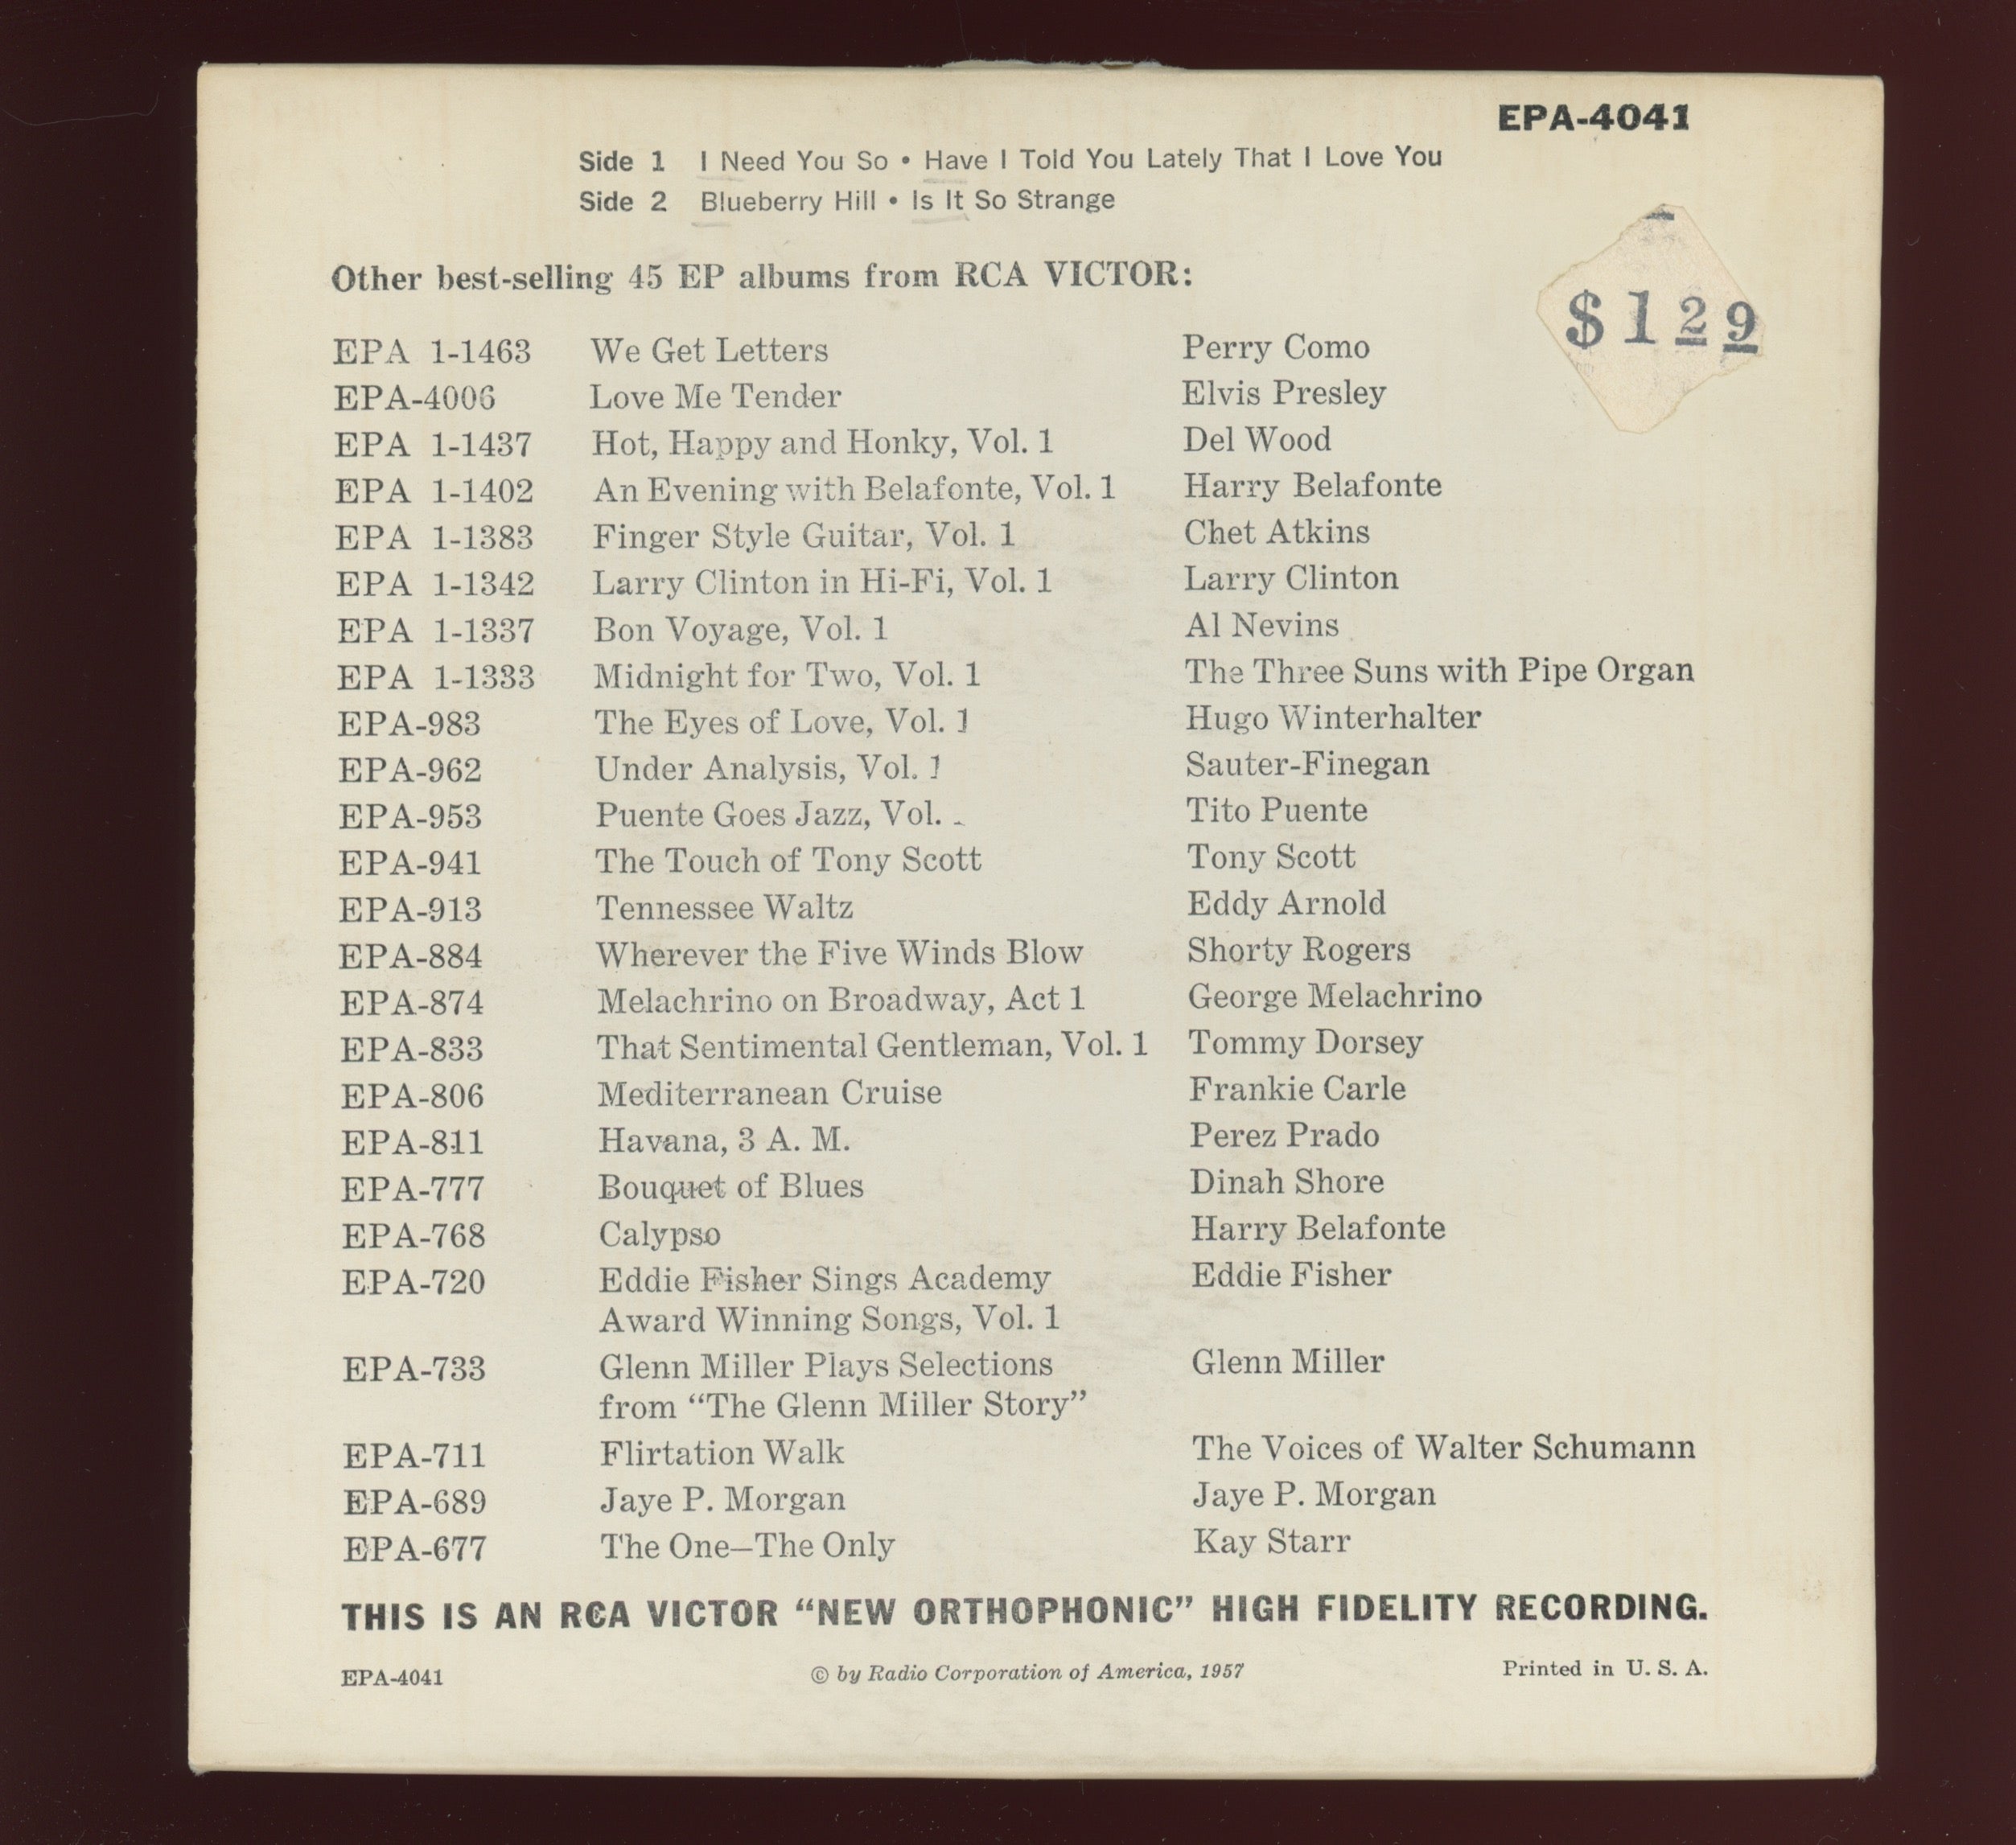 EPA-4041
Side 1 I Need You So • Have I Told You Lately That I Love You
Side 2 Blueberry Hill • Is It So Strange
Other best-selling 45 EP albums from RCA VICTOR:
$1 29
EPA 1-1463 We Get Letters Perry Como
EPA-4006 Love Me Tender Elvis Presley
EPA 1-1437 Hot, Happy and Honky, Vol. 1 Del Wood
EPA 1-1402 An Evening with Belafonte, Vol. 1 Harry Belafonte
EPA 1-1383 Finger Style Guitar, Vol. 1 Chet Atkins
EPA 1-1342 Larry Clinton in Hi-Fi, Vol. 1 Larry Clinton
EPA 1-1337 Bon Voyage, Vol. 1 Al Nevins
EPA 1-1333 Midnight for Two, Vol. 1 The Three Suns with Pipe Organ
EPA-983 The Eyes of Love, Vol. 1 Hugo Winterhalter
EPA-962 Under Analysis, Vol. 1 Sauter-Finegan
EPA-953 Puente Goes Jazz, Vol. Tito Puente
EPA-941 The Touch of Tony Scott Tony Scott
EPA-913 Tennessee Waltz Eddy Arnold
EPA-884 Wherever the Five Winds Blow Shorty Rogers
EPA-874 Melachrino on Broadway, Act 1 George Melachrino
EPA-833 That Sentimental Gentleman, Vol. 1 Tommy Dorsey
EPA-806 Mediterranean Cruise Frankie Carle
EPA-811 Havana, 3 A. M. Perez Prado
EPA-777 Bouquet of Blues Dinah Shore
EPA-768 Calypso Harry Belafonte
EPA-720 Eddie Fisher Sings Academy Eddie Fisher
Award Winning Songs, Vol. 1
EPA-733 Glenn Miller Plays Selections Glenn Miller
from “The Glenn Miller Story”
EPA-711 Flirtation Walk The Voices of Walter Schumann
EPA-689 Jaye P. Morgan Jaye P. Morgan
EPA-677 The One—The Only Kay Starr
THIS IS AN RCA VICTOR “NEW ORTHOPHONIC” HIGH FIDELITY RECORDING.
EPA-4041 © by Radio Corporation of America, 1957 Printed in U. S. A.